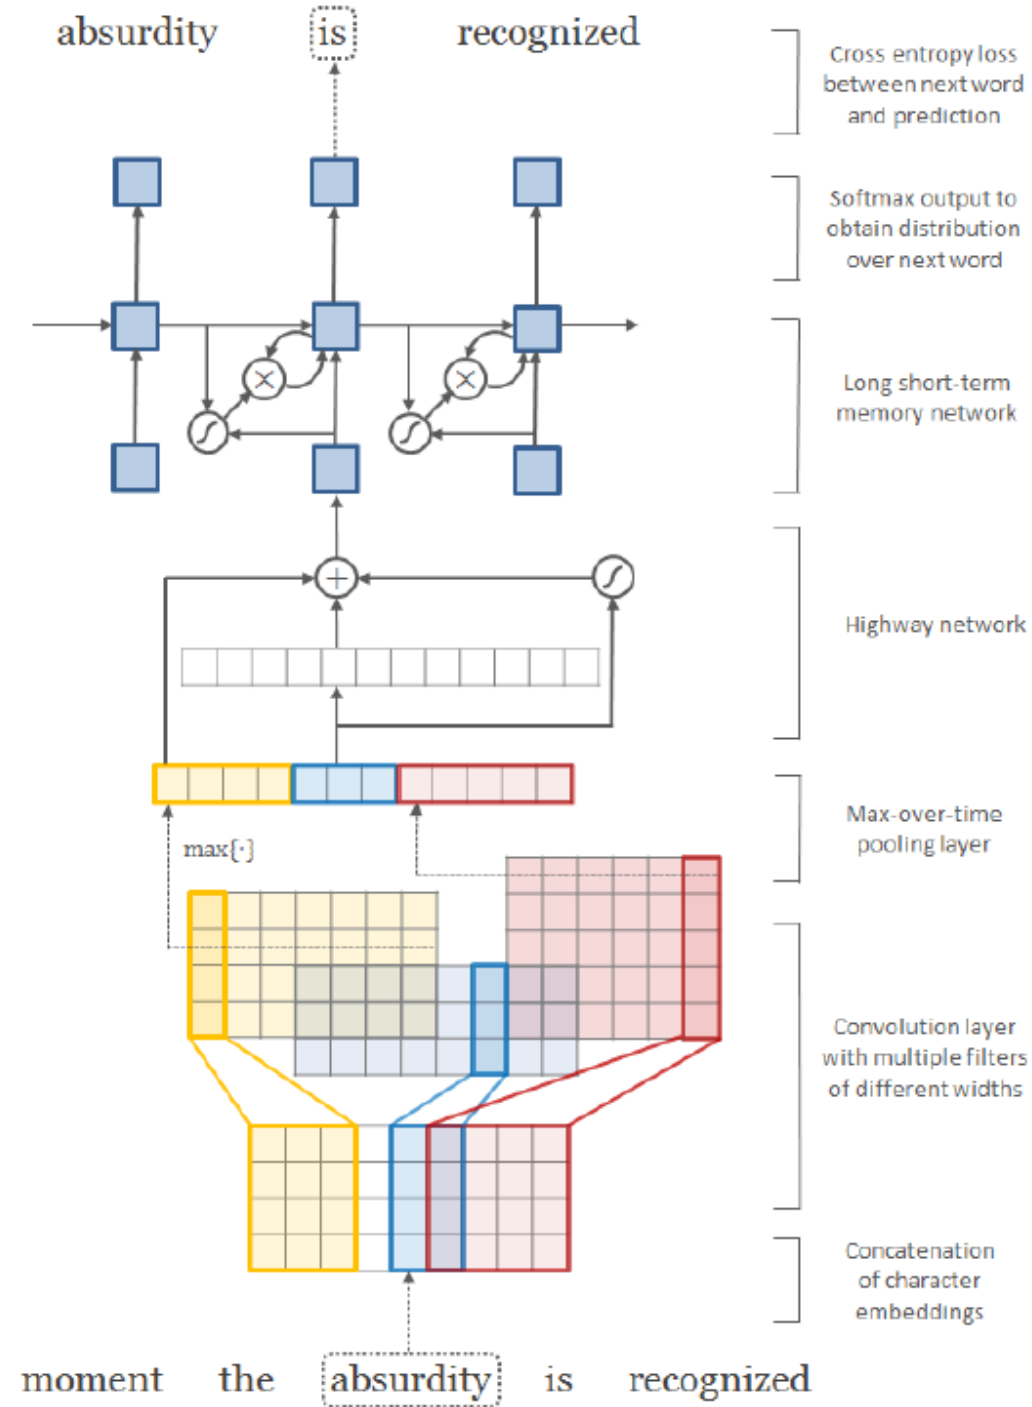 absurdity is recognized
Cross entropy loss
between next word
and prediction
Softmax output to
obtain distribution
over next word
Long short-term
memory network
Highway network
Max-over-time
pooling layer
max{·}
Convolution layer
with multiple filters
of different widths
Concatenation
of character
embeddings
moment the absurdity is recognized